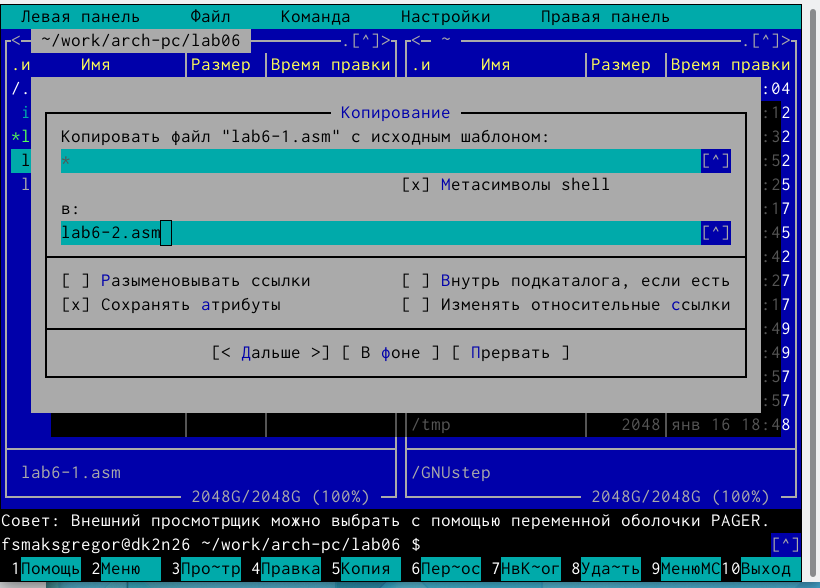 Левая панель Файл Команда Настройки Правая панель
<— ~/work/arch-pc/lab06 .[^]> <— ~ .[^]>
.и Имя Размер Время правки .и Имя Размер Время правки
/. :04
i Копирование :12
*l Копировать файл "lab6-1.asm" с исходным шаблоном: :32
l * [^] :52
l [x] Метасимволы shell :25
в: :17
lab6-2.asm [^] :45
:42
[ ] Разыменовывать ссылки [ ] Внутрь подкаталога, если есть :27
[x] Сохранять атрибуты [ ] Изменять относительные ссылки :17
:49
[< Дальше >] [ В фоне ] [ Прервать ] :49
:57
:57
/tmp 2048 янв 16 18:48
lab6-1.asm /GNUstep
2048G/2048G (100%) 2048G/2048G (100%)
Совет: Внешний просмотрщик можно выбрать с помощью переменной оболочки PAGER.
fsmaksgregor@dk2n26 ~/work/arch-pc/lab06 $ [^]
1Помощь 2Меню 3Про~тр 4Правка 5Копия 6Пер~ос 7НвК~ог 8Уда~ть 9МенюMC 10Выход